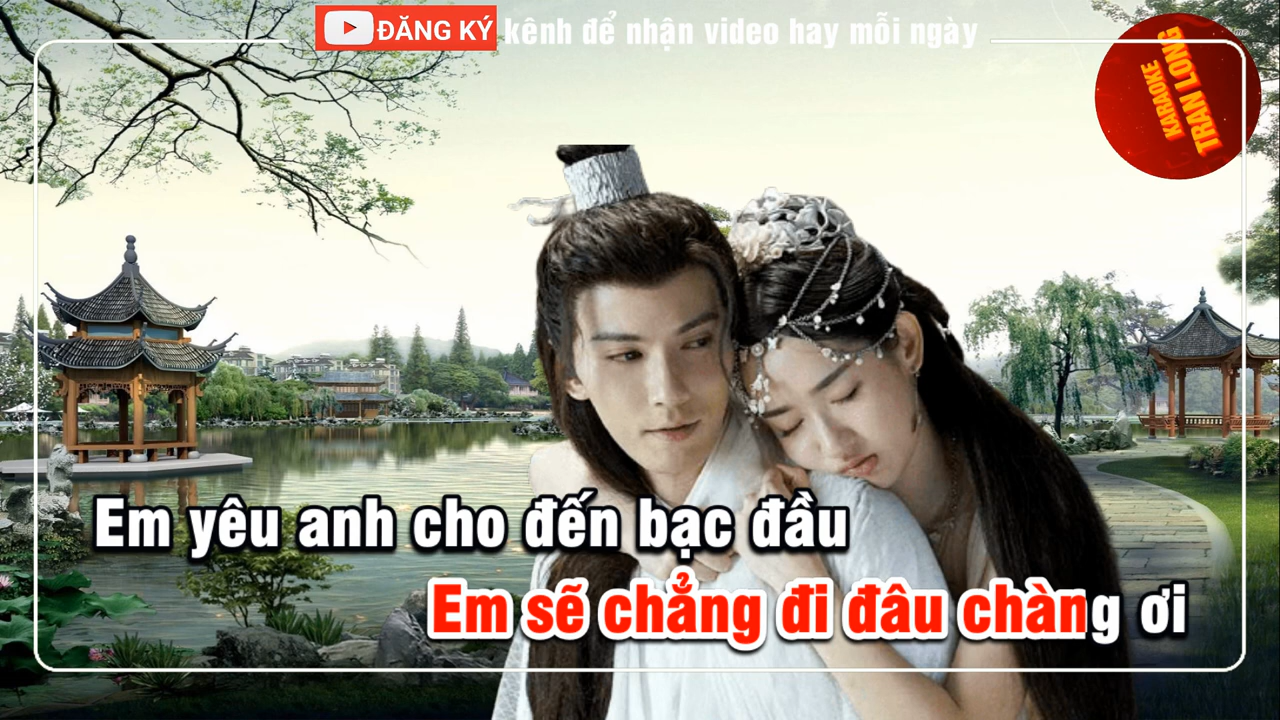 ĐĂNG KÝ kênh để nhận video hay mỗi ngày
KARAOKE
TRAN LONG
Em yêu anh cho đến bạc đầu
Em sẽ chẳng đi đâu chàng ơi